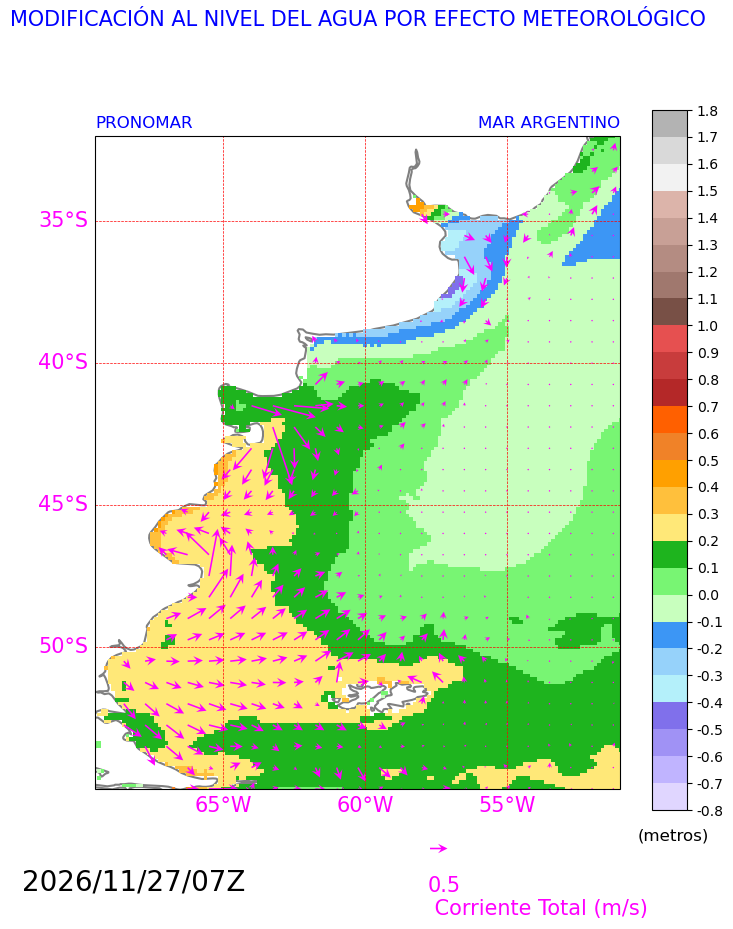 MODIFICACIÓN AL NIVEL DEL AGUA POR EFECTO METEOROLÓGICO
PRONOMAR
MAR ARGENTINO
35°S
40°S
45°S
50°S
65°W
60°W
55°W
1.8
1.7
1.6
1.5
1.4
1.3
1.2
1.1
1.0
0.9
0.8
0.7
0.6
0.5
0.4
0.3
0.2
0.1
0.0
-0.1
-0.2
-0.3
-0.4
-0.5
-0.6
-0.7
-0.8
(metros)
2026/11/27/07Z
0.5
Corriente Total (m/s)